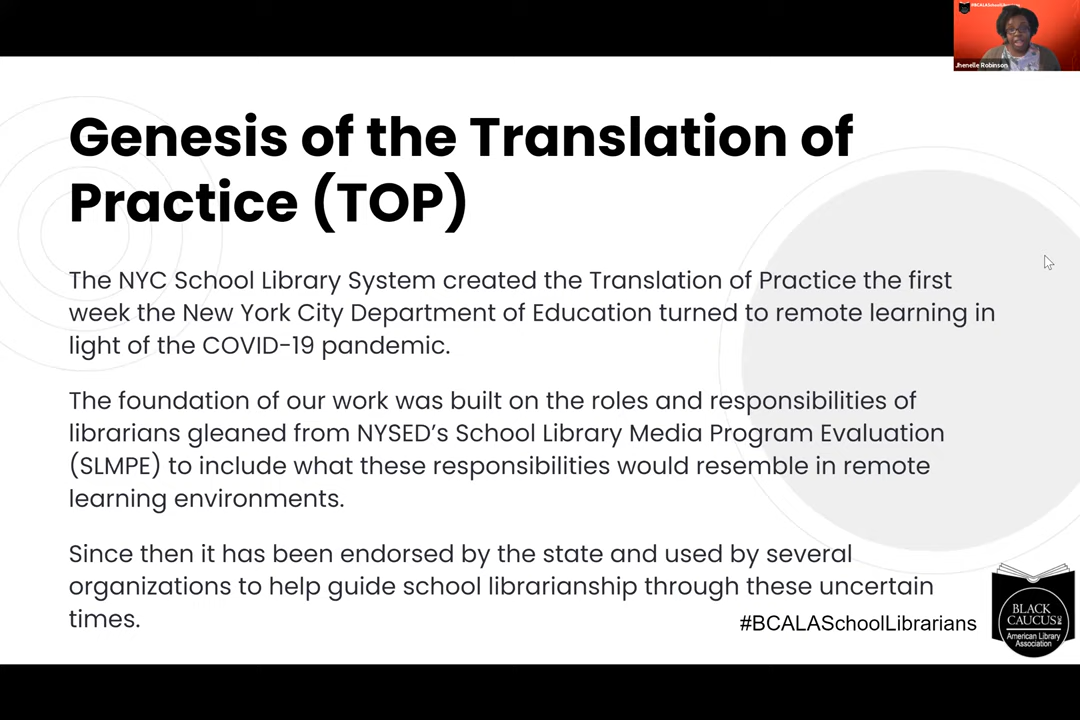 #BCALASchoolLibrarians
Jhenelle Robinson
Genesis of the Translation of
Practice (TOP)
The NYC School Library System created the Translation of Practice the first
week the New York City Department of Education turned to remote learning in
light of the COVID-19 pandemic.
The foundation of our work was built on the roles and responsibilities of
librarians gleaned from NYSED’s School Library Media Program Evaluation
(SLMPE) to include what these responsibilities would resemble in remote
learning environments.
Since then it has been endorsed by the state and used by several
organizations to help guide school librarianship through these uncertain
times.
#BCALASchoolLibrarians
BLACK
CAUCUS
American Library
Association